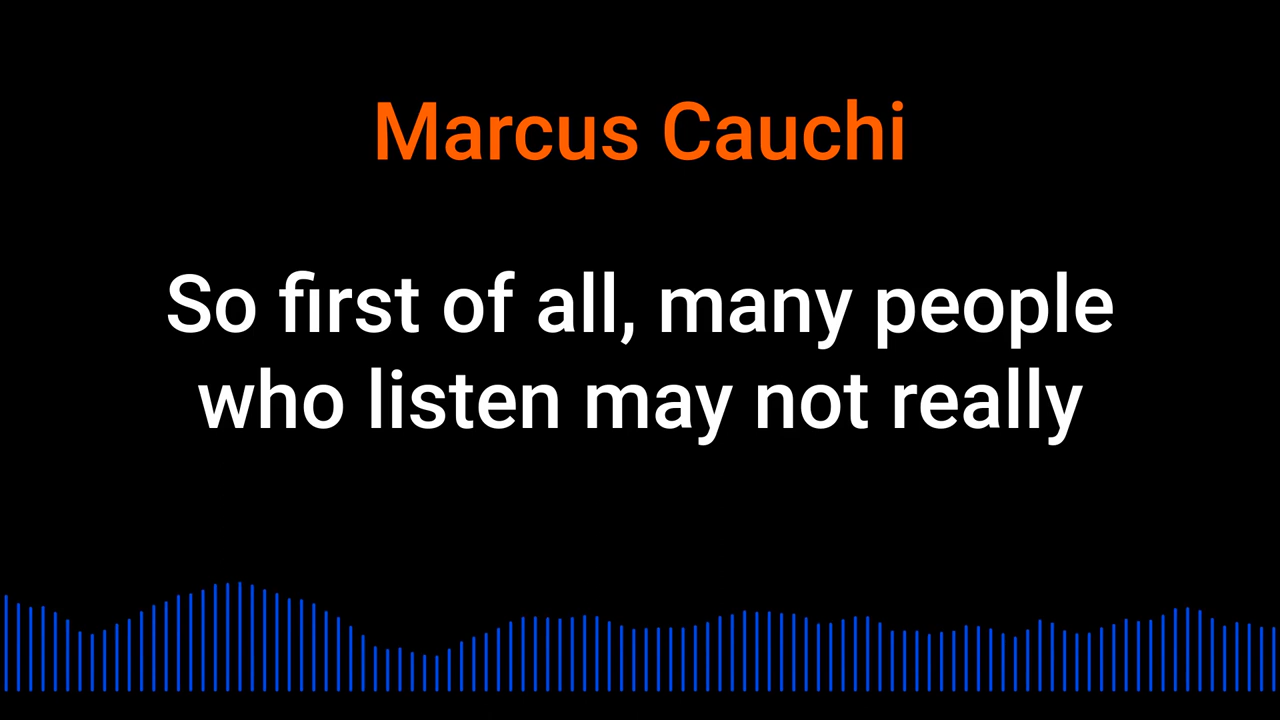 Marcus Cauchi
So first of all, many people
who listen may not really